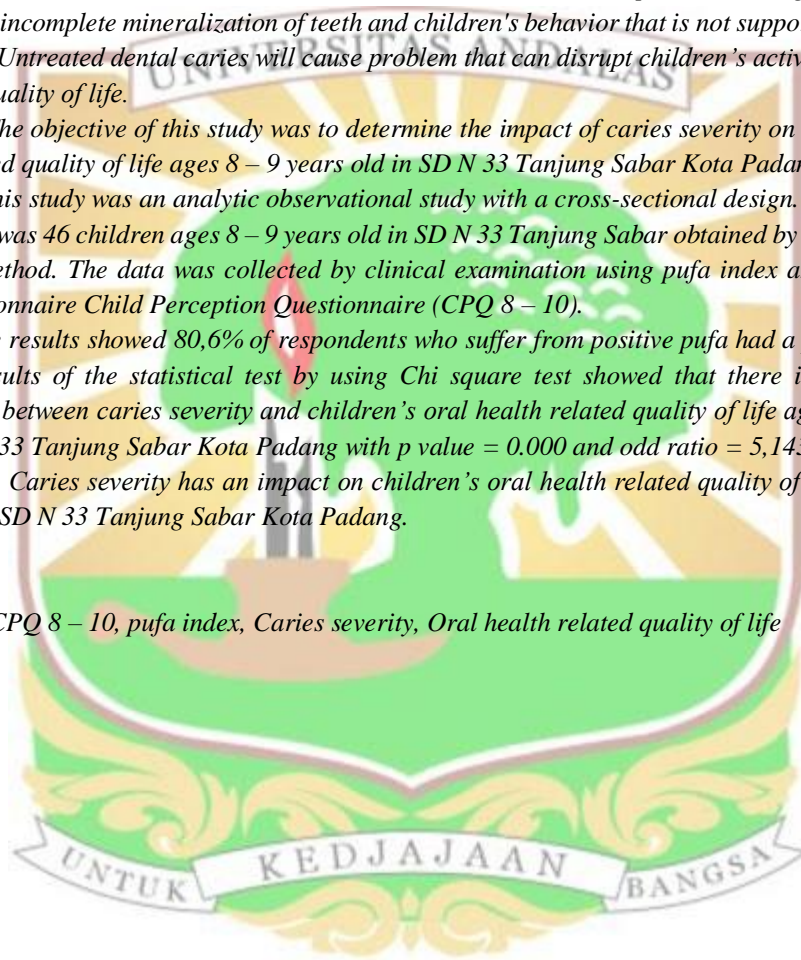 incomplete mineralization of teeth and children's behavior that is not suppor
Untreated dental caries will cause problem that can disrupt children's activ
UNIVERSITAS ANDALAS
uality of life.
he objective of this study was to determine the impact of caries severity on
ed quality of life ages 8 – 9 years old in SD N 33 Tanjung Sabar Kota Padan
his study was an analytic observational study with a cross-sectional design.
was 46 children ages 8 – 9 years old in SD N 33 Tanjung Sabar obtained by
ethod. The data was collected by clinical examination using pufa index a
onnaire Child Perception Questionnaire (CPQ 8 – 10).
results showed 80,6% of respondents who suffer from positive pufa had a
sults of the statistical test by using Chi square test showed that there i
between caries severity and children's oral health related quality of life ag
33 Tanjung Sabar Kota Padang with p value = 0.000 and odd ratio = 5,143
Caries severity has an impact on children's oral health related quality of
SD N 33 Tanjung Sabar Kota Padang.
CPQ 8 – 10, pufa index, Caries severity, Oral health related quality of life
UNTUK KEDJAJAAN BANGSA